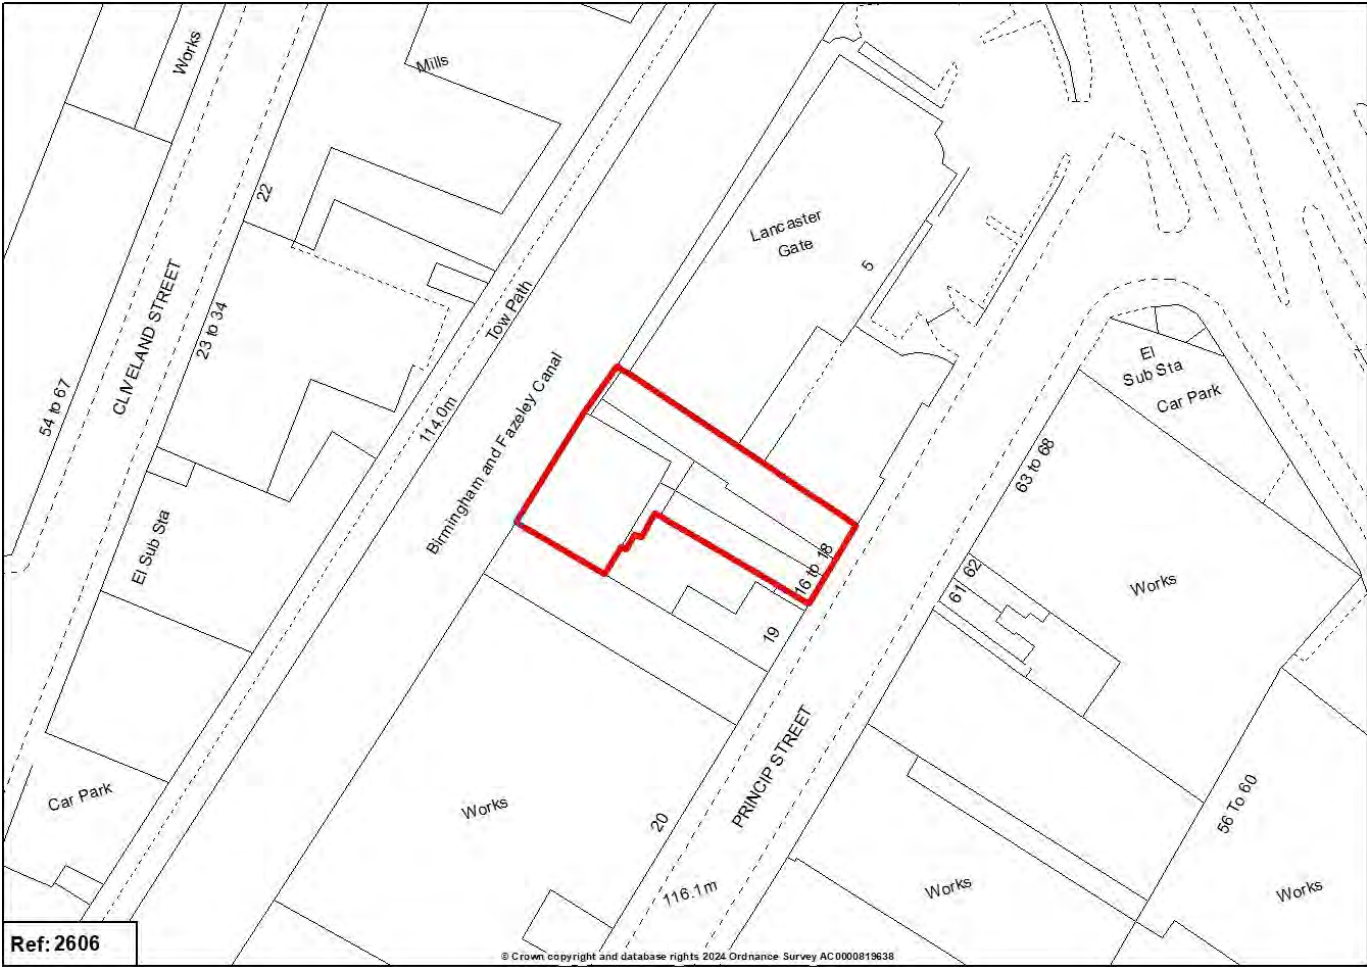 Works
Mills
22
CLIVELAND STREET
23 to 34
54 to 67
El Sub Sta
Car Park
Tow Path
114.0m
Birmingham and Fazeley Canal
Lancaster
Gate
5
16 to 18
19
20
Works
PRINCIP STREET
116.1m
El
Sub Sta
Car Park
63 to 68
62
61
Works
56 To 60
Works
Works
Ref: 2606
© Crown copyright and database rights 2024 Ordnance Survey AC0000819638